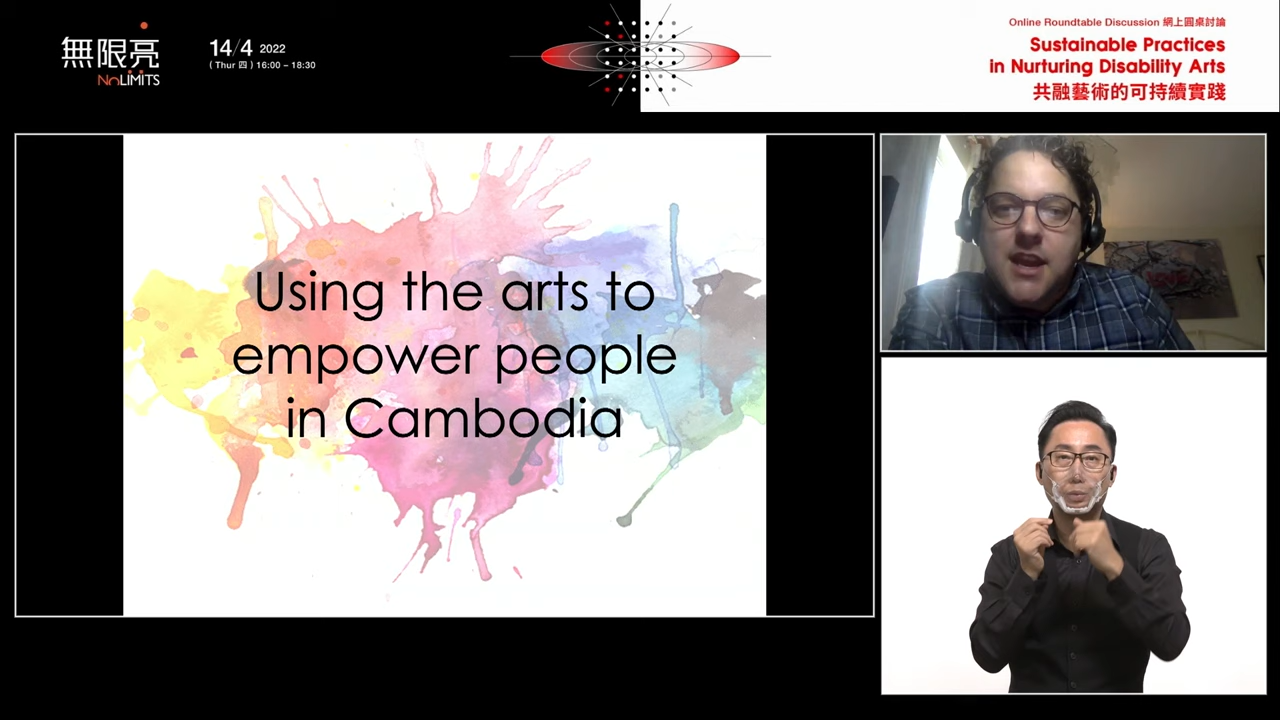 無限亮
NoLIMITS
14/4 2022
( Thur 四 ) 16:00 – 18:30
Online Roundtable Discussion 網上圓桌討論
Sustainable Practices
in Nurturing Disability Arts
共融藝術的可持續實踐
Using the arts to
empower people
in Cambodia